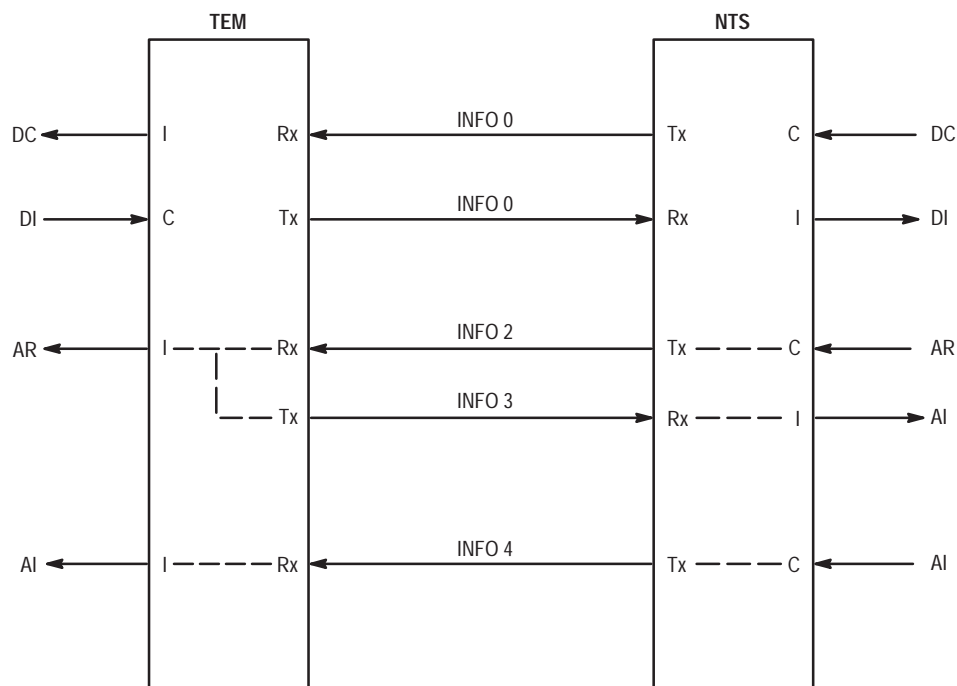 TEM NTS
INFO 0
DC I Rx Tx C DC
INFO 0
DI C Tx Rx I DI
INFO 2
AR I Rx Tx C AR
INFO 3
Tx Rx I AI
INFO 4
AI I Rx Tx C AI